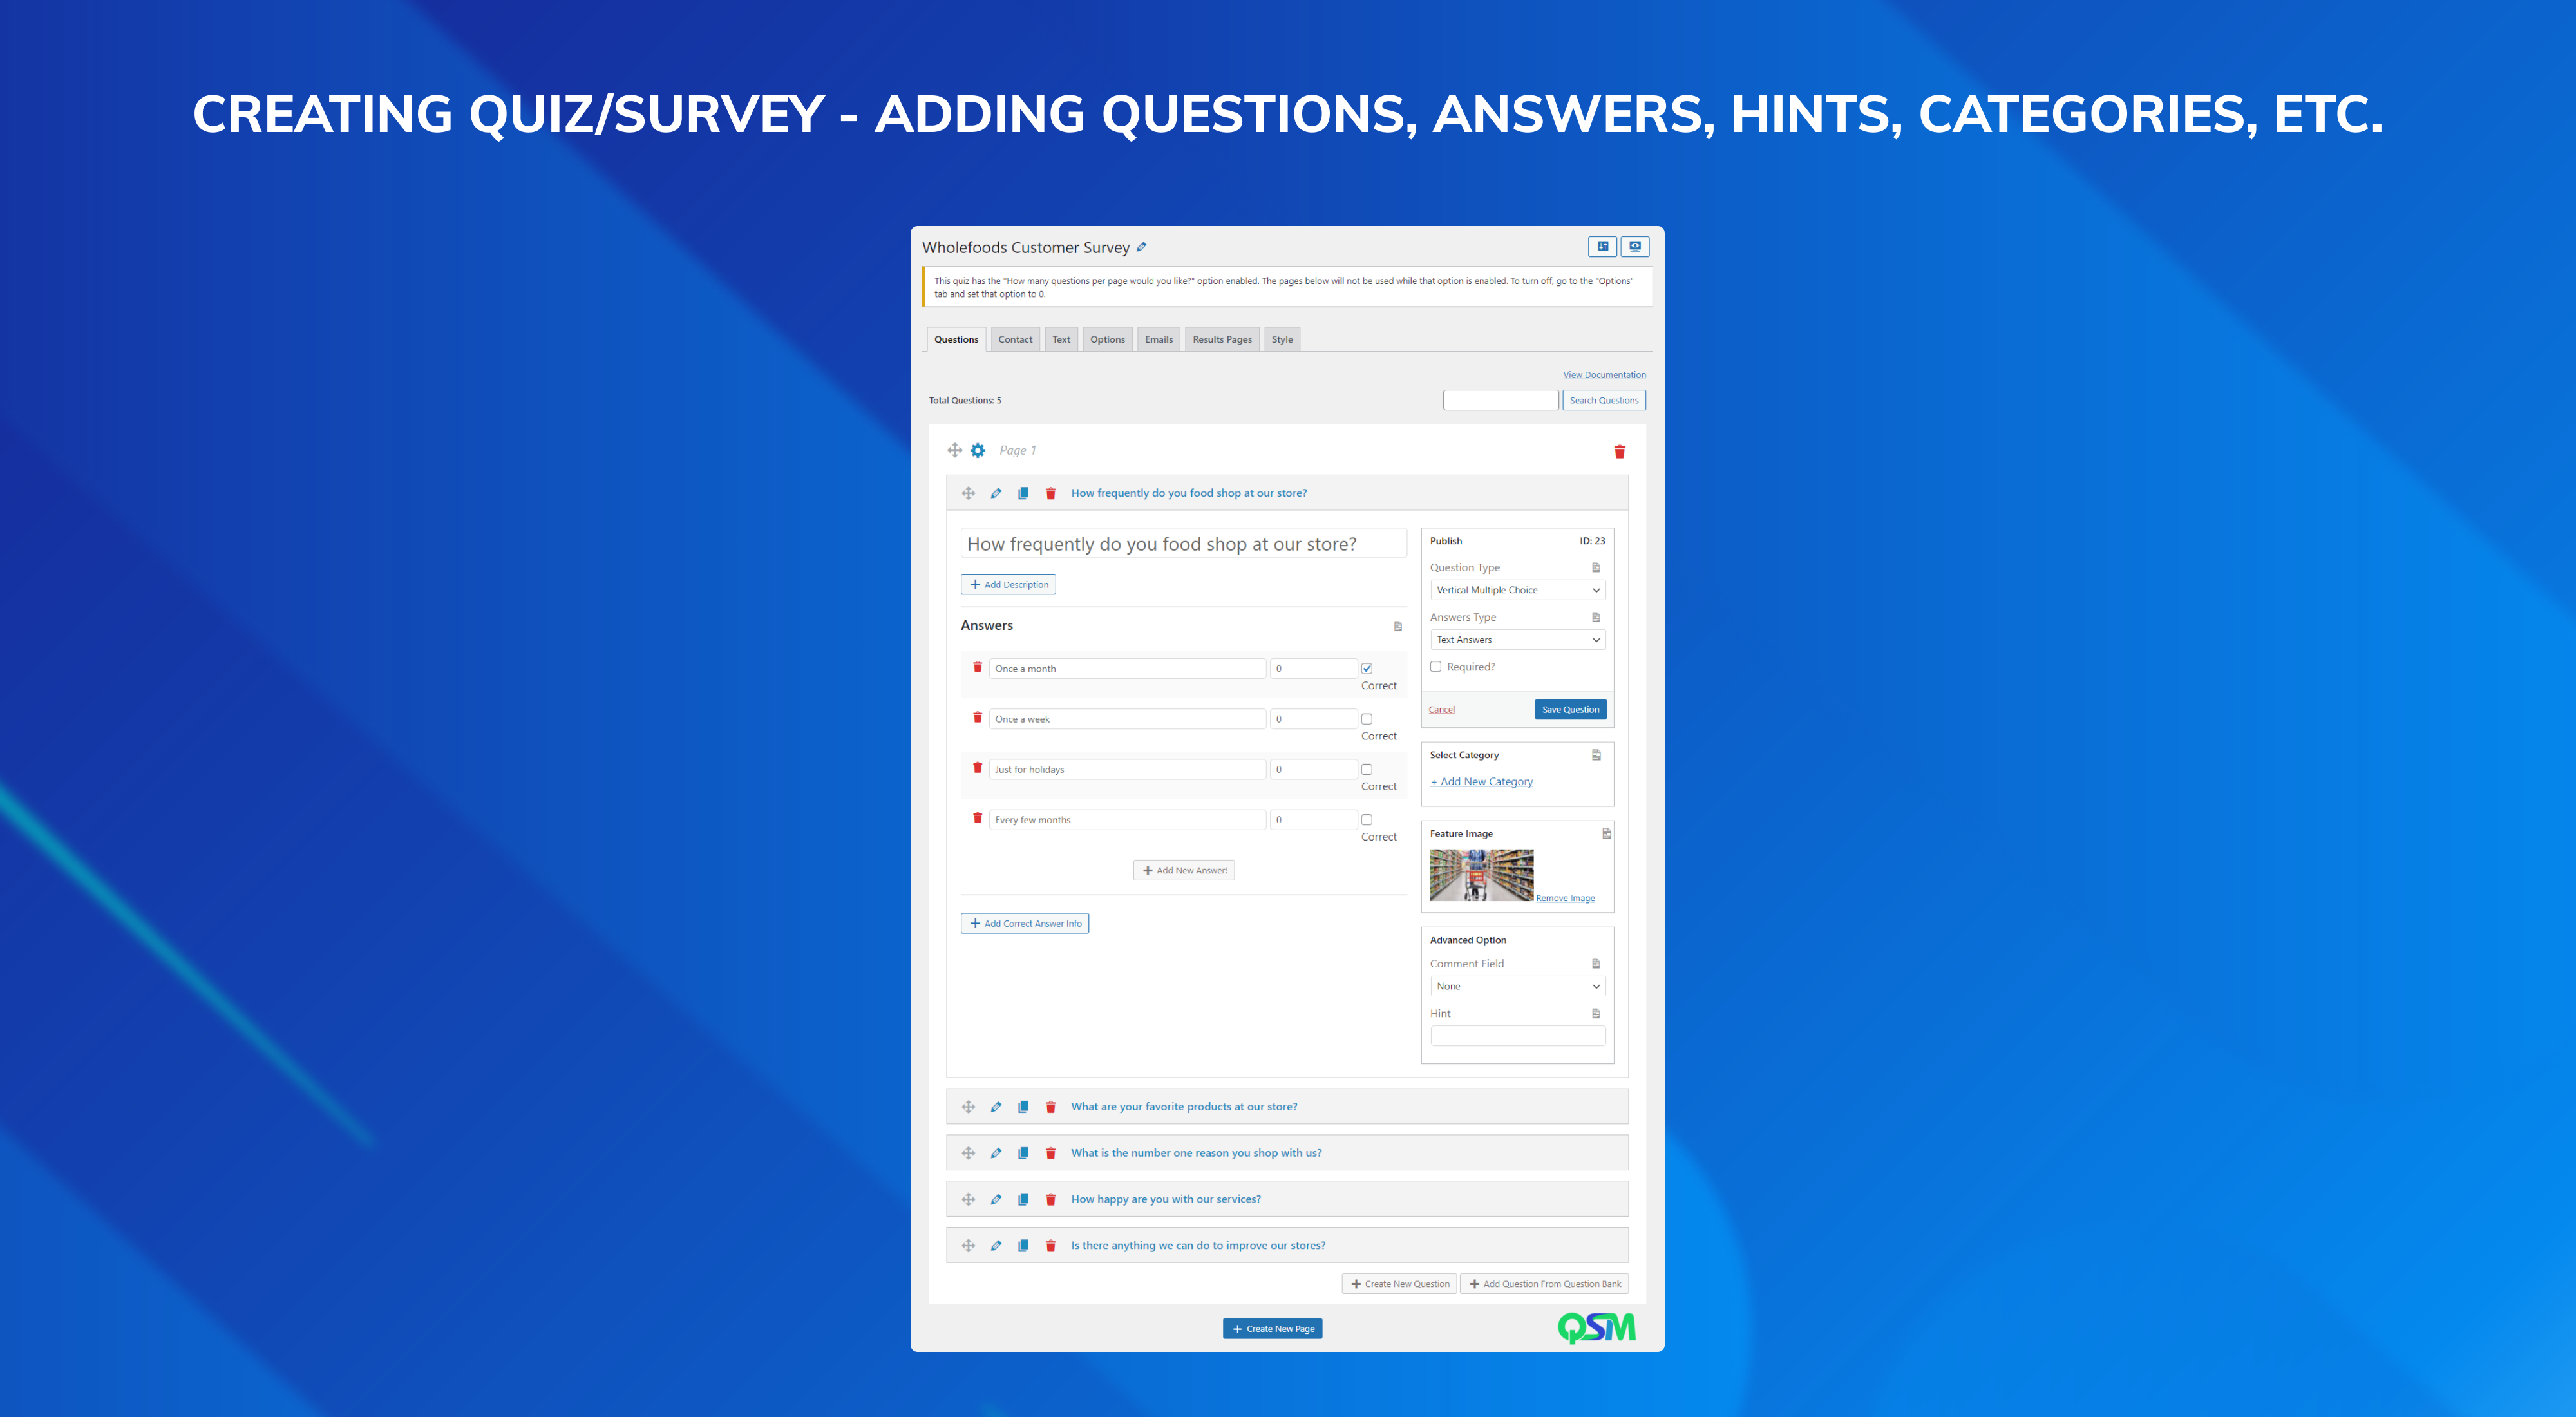 CREATING QUIZ/SURVEY - ADDING QUESTIONS, ANSWERS, HINTS, CATEGORIES, ETC.
Wholefoods Customer Survey
This quiz has the "How many questions per page would you like?" option enabled. The pages below will not be used while that option is enabled. To turn off, go to the "Options"
tab and set that option to 0.
Questions Contact Text Options Emails Results Pages Style
View Documentation
Total Questions: 5
Search Questions
Page 1
How frequently do you food shop at our store?
How frequently do you food shop at our store?
+ Add Description
Answers
Once a month 0
Correct
Once a week 0
Correct
Just for holidays 0
Correct
Every few months 0
Correct
+ Add New Answer!
+ Add Correct Answer Info
Publish ID: 23
Question Type
Vertical Multiple Choice
Answers Type
Text Answers
Required?
Cancel Save Question
Select Category
+ Add New Category
Feature Image
Remove Image
Advanced Option
Comment Field
None
Hint
What are your favorite products at our store?
What is the number one reason you shop with us?
How happy are you with our services?
Is there anything we can do to improve our stores?
+ Create New Question + Add Question From Question Bank
+ Create New Page
QSM